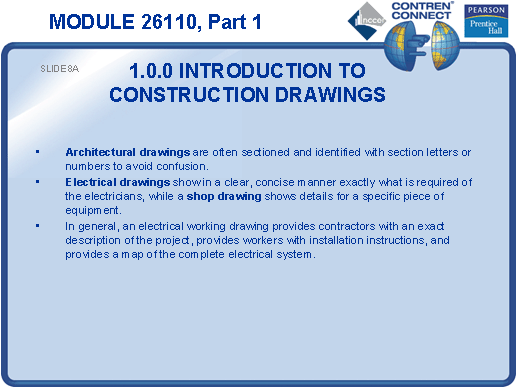 MODULE 26110, Part 1
nccer
CONTREN®
CONNECT
PEARSON
Prentice
Hall
SLIDE 8A
1.0.0 INTRODUCTION TO
CONSTRUCTION DRAWINGS
• Architectural drawings are often sectioned and identified with section letters or
numbers to avoid confusion.
• Electrical drawings show in a clear, concise manner exactly what is required of
the electricians, while a shop drawing shows details for a specific piece of
equipment.
• In general, an electrical working drawing provides contractors with an exact
description of the project, provides workers with installation instructions, and
provides a map of the complete electrical system.